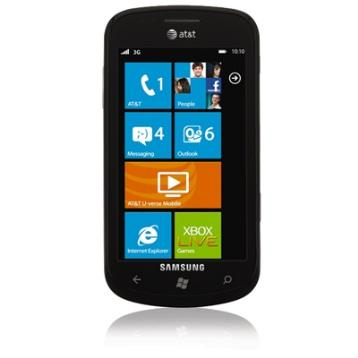 at&t
3G 10:10
1
AT&T
People
4
6
Messaging
Outlook
AT&T U-verse Mobile
XBOX
LIVE
Internet Explorer
Games
SAMSUNG